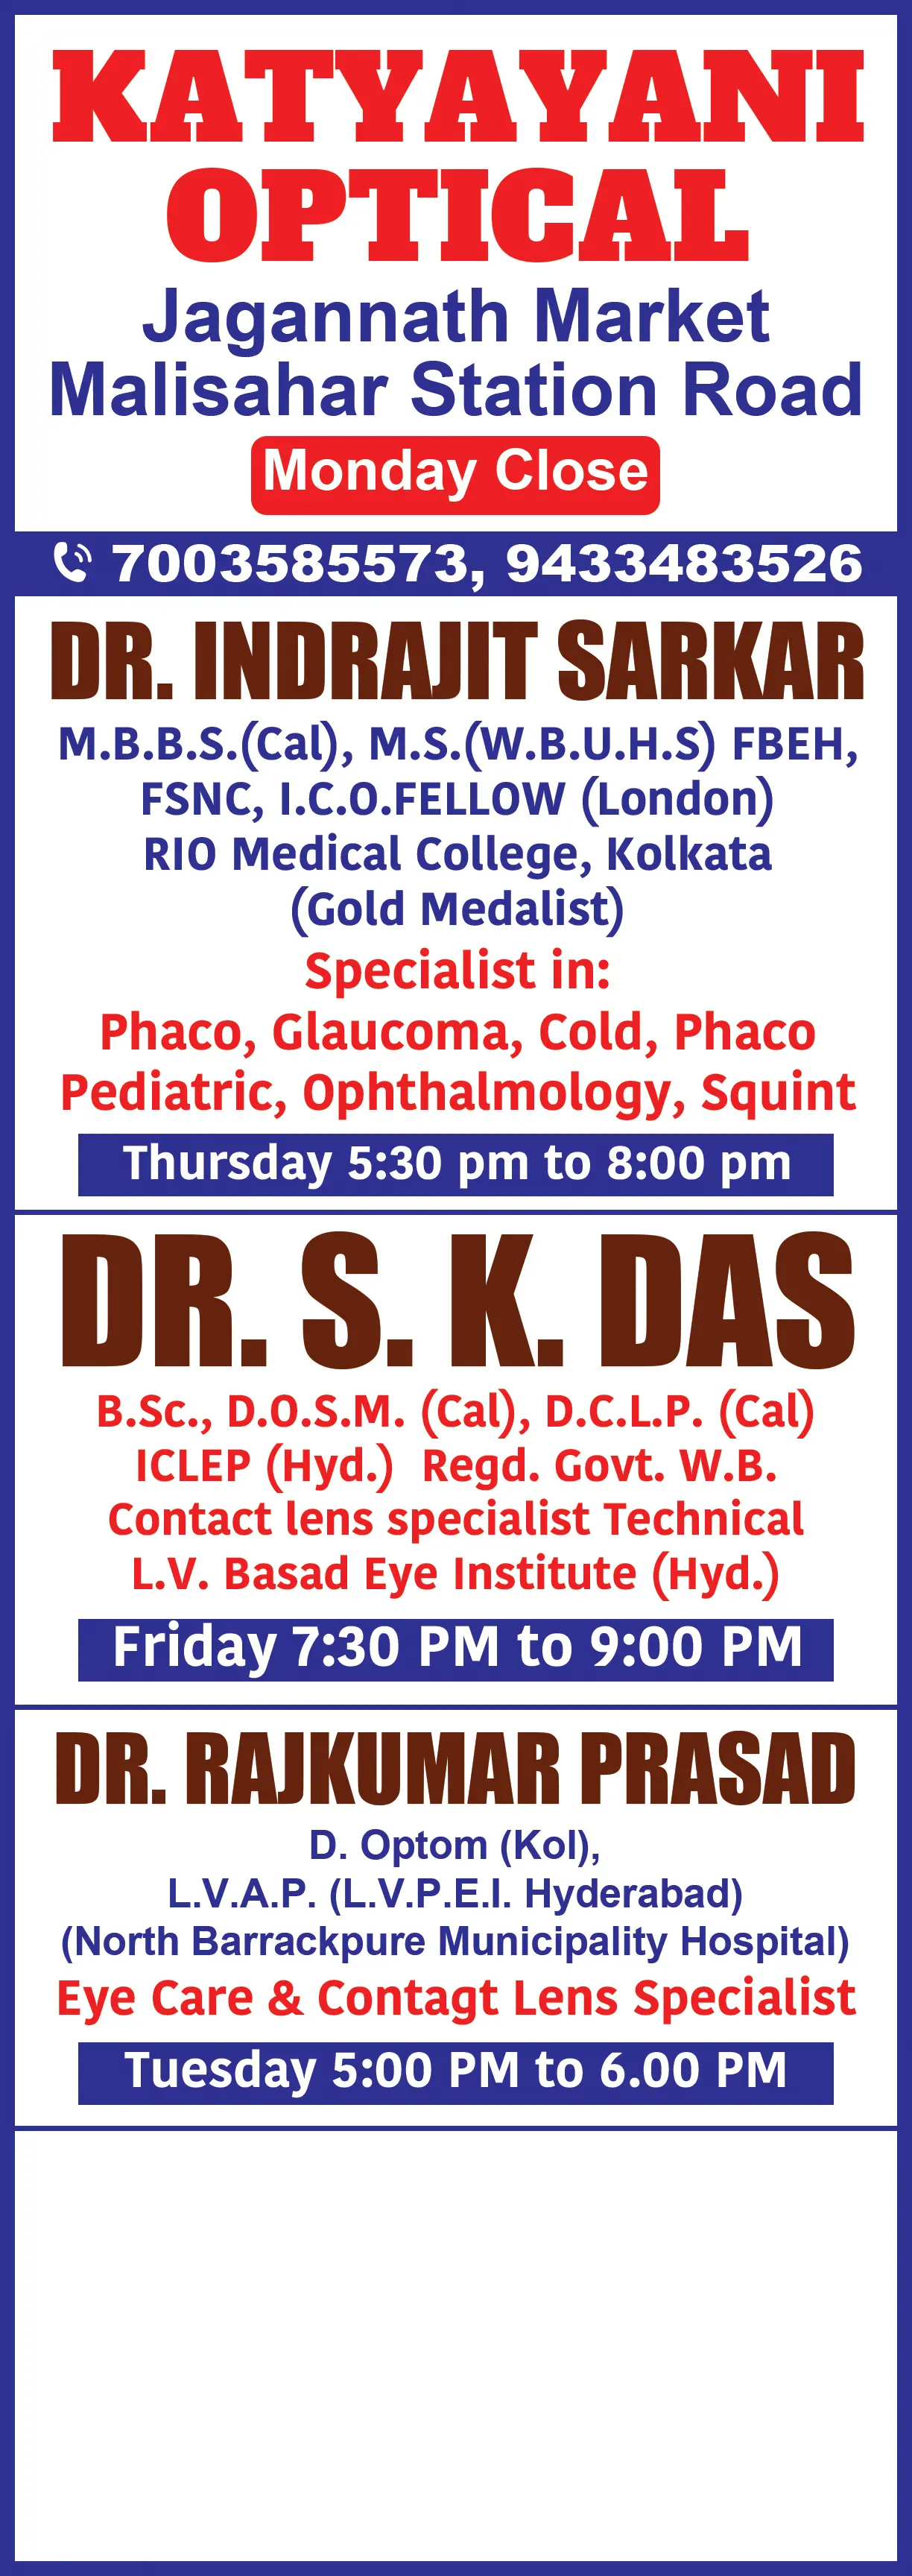 KATYAYANI
OPTICAL
Jagannath Market
Malisahar Station Road
Monday Close
7003585573, 9433483526
DR. INDRAJIT SARKAR
M.B.B.S.(Cal), M.S.(W.B.U.H.S) FBEH,
FSNC, I.C.O.FELLOW (London)
RIO Medical College, Kolkata
(Gold Medalist)
Specialist in:
Phaco, Glaucoma, Cold, Phaco
Pediatric, Ophthalmology, Squint
Thursday 5:30 pm to 8:00 pm
DR. S. K. DAS
B.Sc., D.O.S.M. (Cal), D.C.L.P. (Cal)
ICLEP (Hyd.) Regd. Govt. W.B.
Contact lens specialist Technical
L.V. Basad Eye Institute (Hyd.)
Friday 7:30 PM to 9:00 PM
DR. RAJKUMAR PRASAD
D. Optom (Kol),
L.V.A.P. (L.V.P.E.I. Hyderabad)
(North Barrackpure Municipality Hospital)
Eye Care & Contagt Lens Specialist
Tuesday 5:00 PM to 6.00 PM